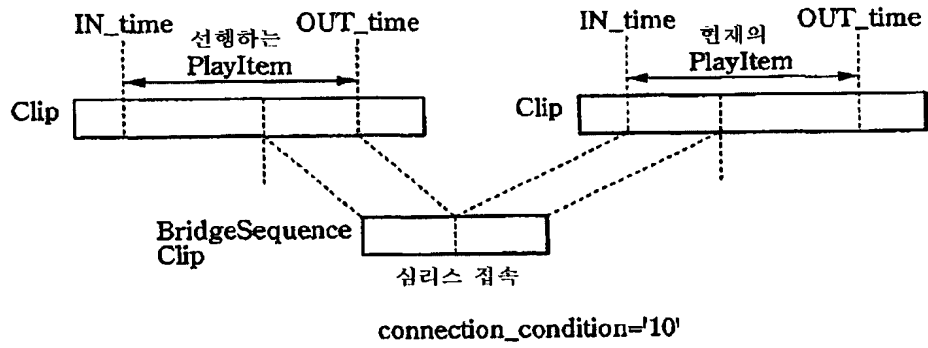 IN_time
선행하는
OUT_time
PlayItem
Clip
IN_time
현재의
OUT_time
PlayItem
Clip
BridgeSequence
Clip
심리스 접속
connection_condition='10'